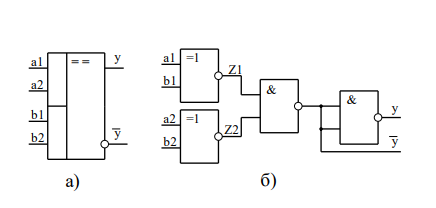 a1 == y
a2
b1
b2 y̅
а)
a1 =1 Z1
b1
&
a2 =1 Z2
b2
& y
y̅
б)